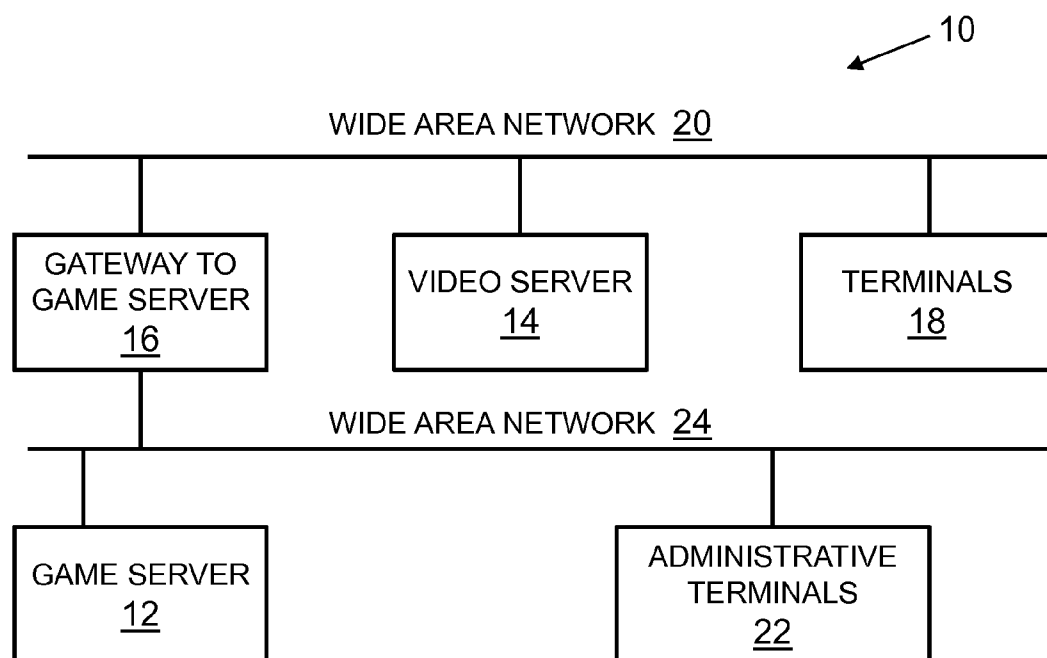 10
WIDE AREA NETWORK 20
GATEWAY TO
GAME SERVER
16
VIDEO SERVER
14
TERMINALS
18
WIDE AREA NETWORK 24
GAME SERVER
12
ADMINISTRATIVE
TERMINALS
22